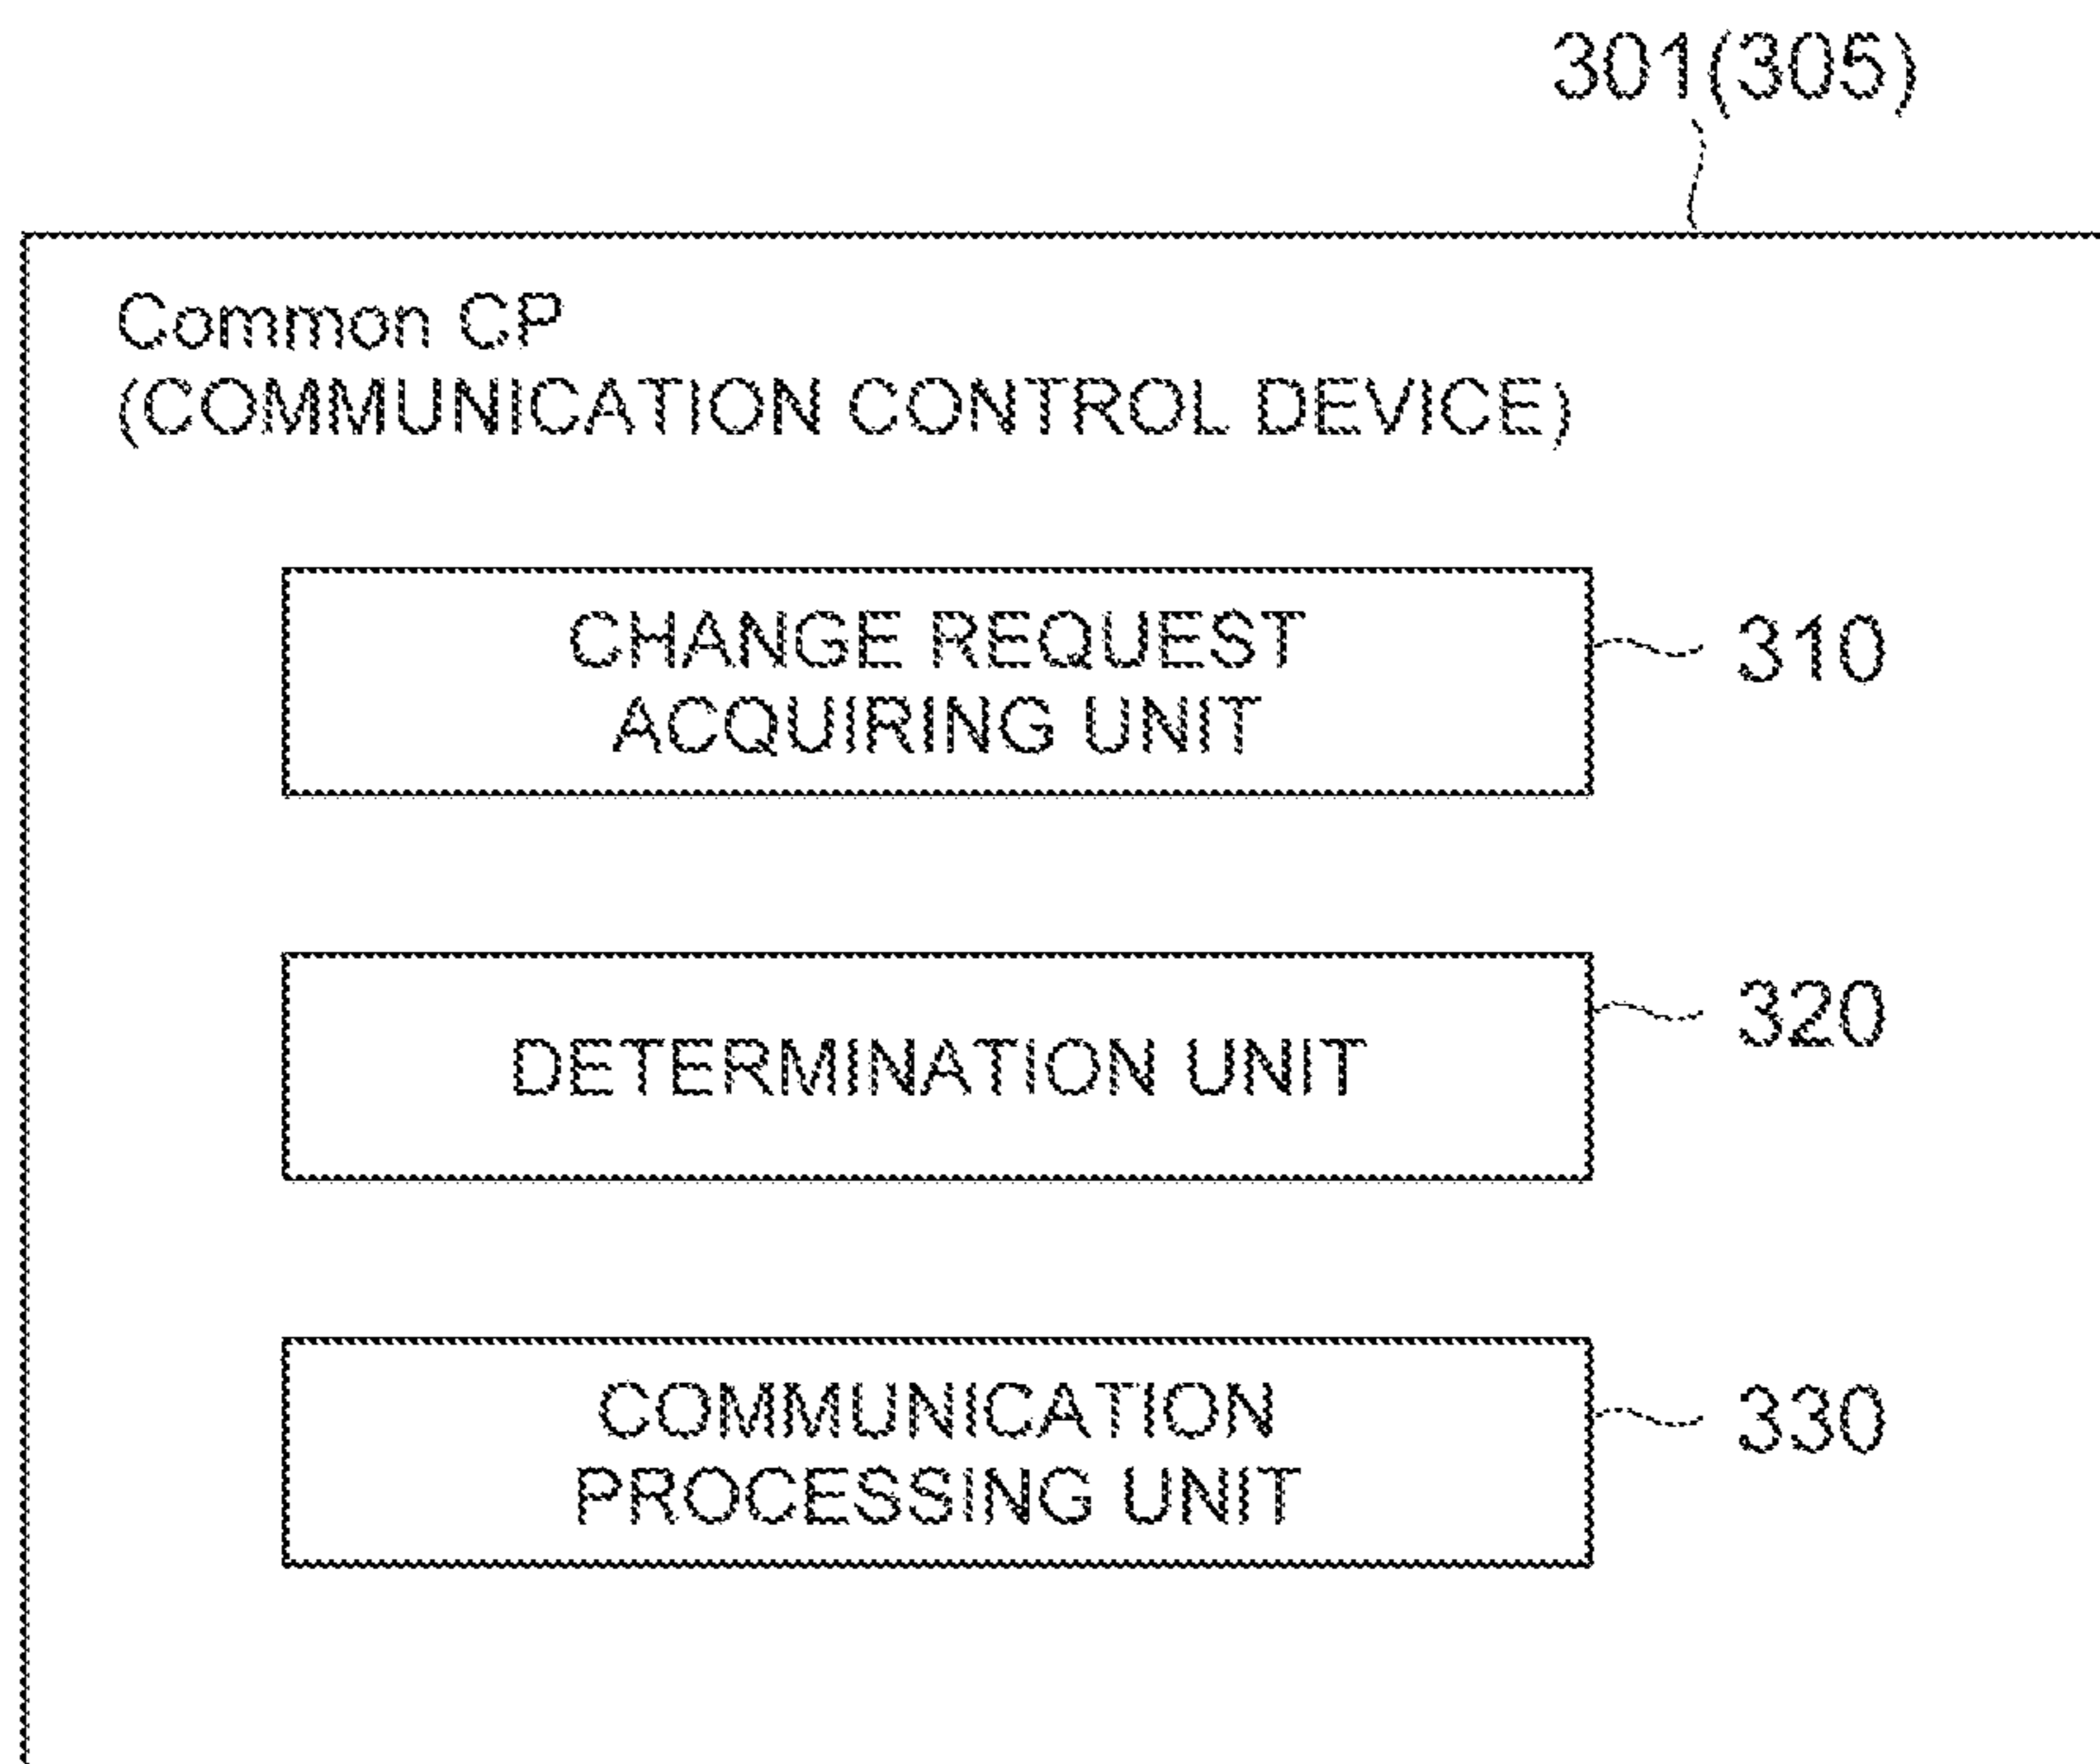 301(305)
Common CP
(COMMUNICATION CONTROL DEVICE)
CHANGE REQUEST
ACQUIRING UNIT
310
DETERMINATION UNIT
320
COMMUNICATION
PROCESSING UNIT
330